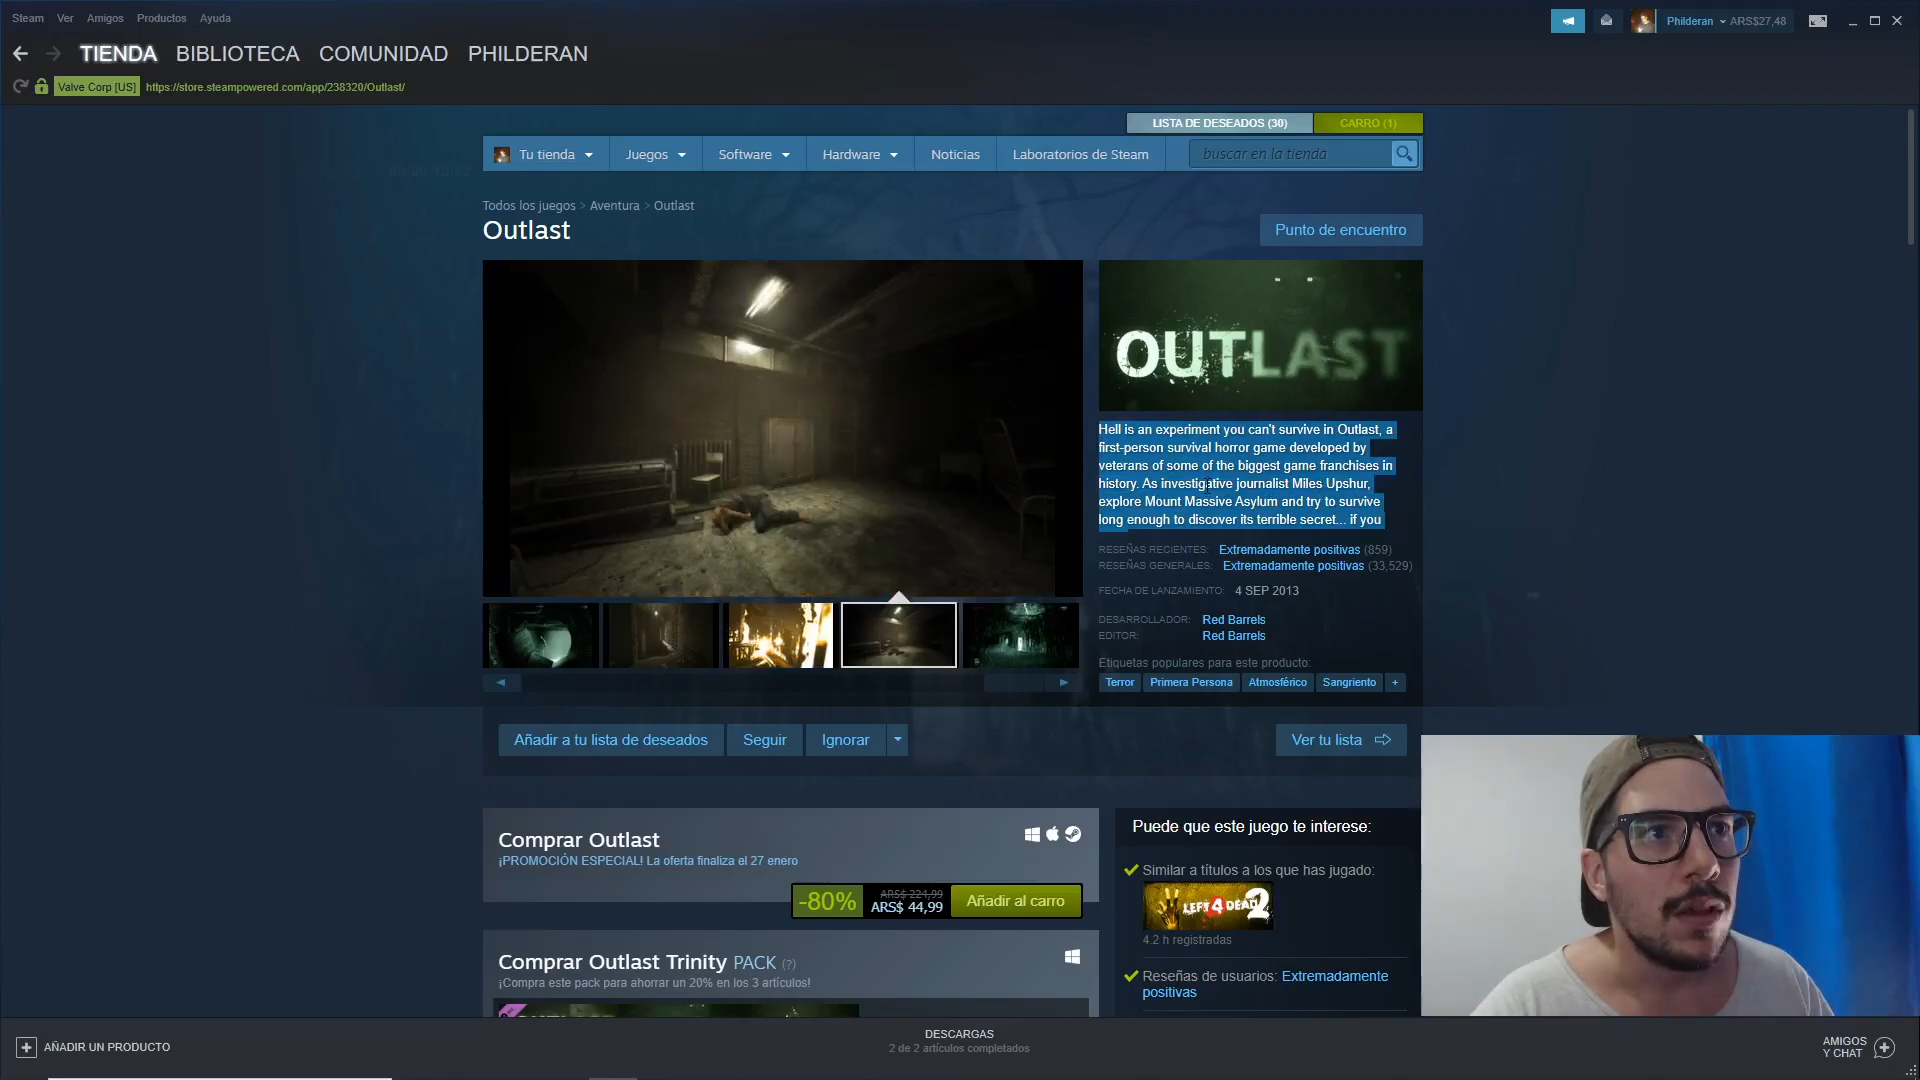 Steam Ver Amigos Productos Ayuda
Philderan ARS$27,48
TIENDA BIBLIOTECA COMUNIDAD PHILDERAN
Valve Corp [US] https://store.steampowered.com/app/238320/Outlast/
LISTA DE DESEADOS (30) CARRO (1)
Tu tienda Juegos Software Hardware Noticias Laboratorios de Steam buscar en la tienda
Todos los juegos > Aventura > Outlast
Outlast
Punto de encuentro
OUTLAST
Hell is an experiment you can't survive in Outlast, a
first-person survival horror game developed by
veterans of some of the biggest game franchises in
history. As investigative journalist Miles Upshur,
explore Mount Massive Asylum and try to survive
long enough to discover its terrible secret... if you
RESEÑAS RECIENTES: Extremadamente positivas (859)
RESEÑAS GENERALES: Extremadamente positivas (33,529)
FECHA DE LANZAMIENTO: 4 SEP 2013
DESARROLLADOR: Red Barrels
EDITOR: Red Barrels
Etiquetas populares para este producto:
Terror Primera Persona Atmosférico Sangriento +
Añadir a tu lista de deseados Seguir Ignorar Ver tu lista
Comprar Outlast
¡PROMOCIÓN ESPECIAL! La oferta finaliza el 27 enero
-80% ARS$ 224,99 ARS$ 44,99 Añadir al carro
Comprar Outlast Trinity PACK (?)
¡Compra este pack para ahorrar un 20% en los 3 artículos!
Puede que este juego te interese:
Similar a títulos a los que has jugado:
LEFT 4 DEAD 2
4.2 h registradas
Reseñas de usuarios: Extremadamente
positivas
AÑADIR UN PRODUCTO
DESCARGAS
2 de 2 artículos completados
AMIGOS
Y CHAT